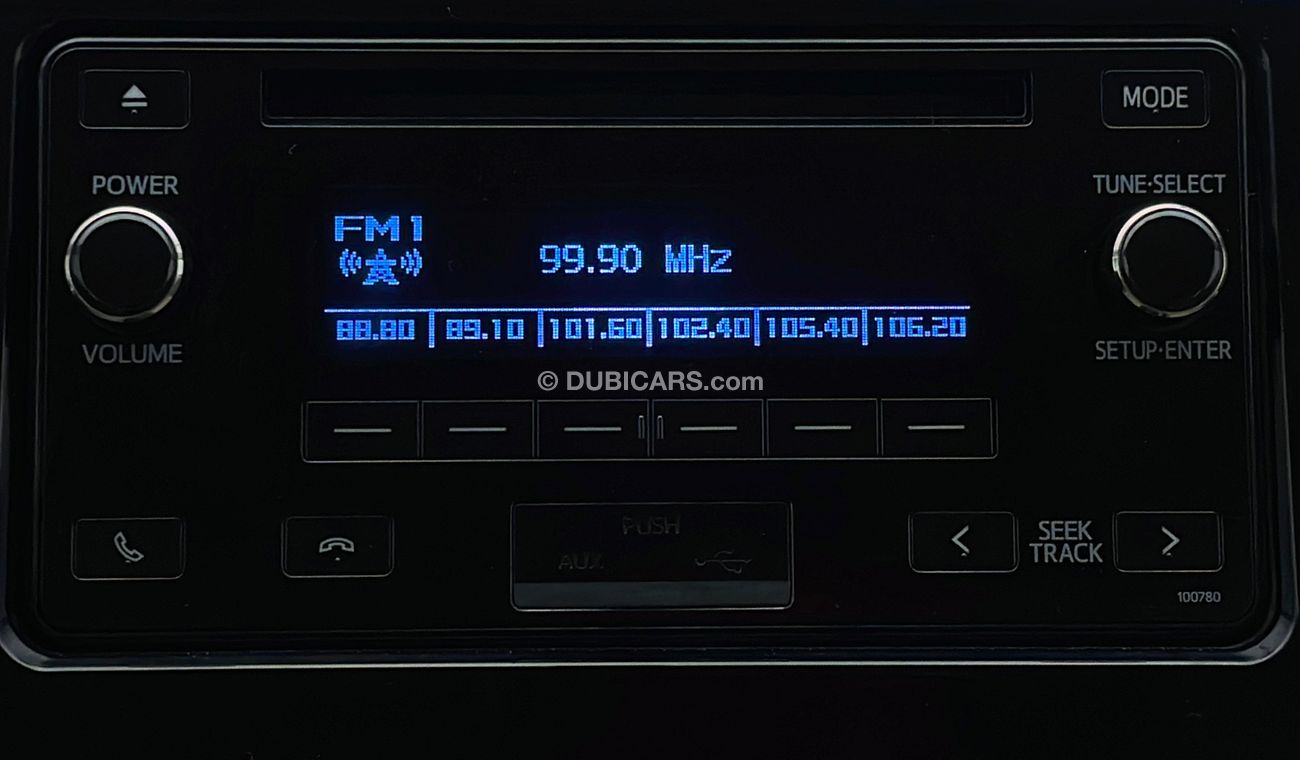 MODE
POWER
TUNE·SELECT
FM1
99.90 MHz
88.80 89.10 101.60 102.40 105.40 106.20
VOLUME
SETUP·ENTER
© DUBICARS.com
PUSH
AUX
SEEK
TRACK
100780